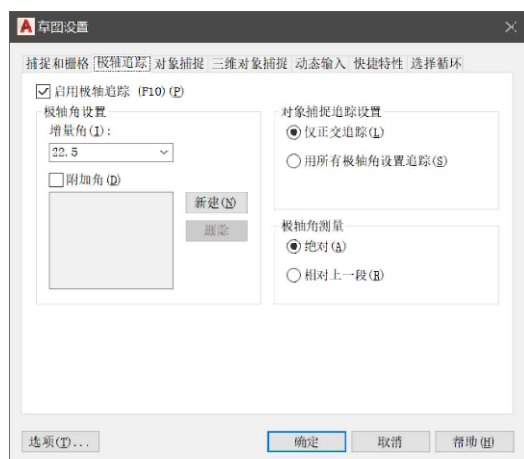 草图设置
捕捉和栅格 极轴追踪 对象捕捉 三维对象捕捉 动态输入 快捷特性 选择循环
启用极轴追踪 (F10)(P)
极轴角设置
增量角(I):
22.5
附加角(D)
新建(N)
删除
对象捕捉追踪设置
仅正交追踪(L)
用所有极轴角设置追踪(S)
极轴角测量
绝对(A)
相对上一段(R)
选项(T)... 确定 取消 帮助(H)